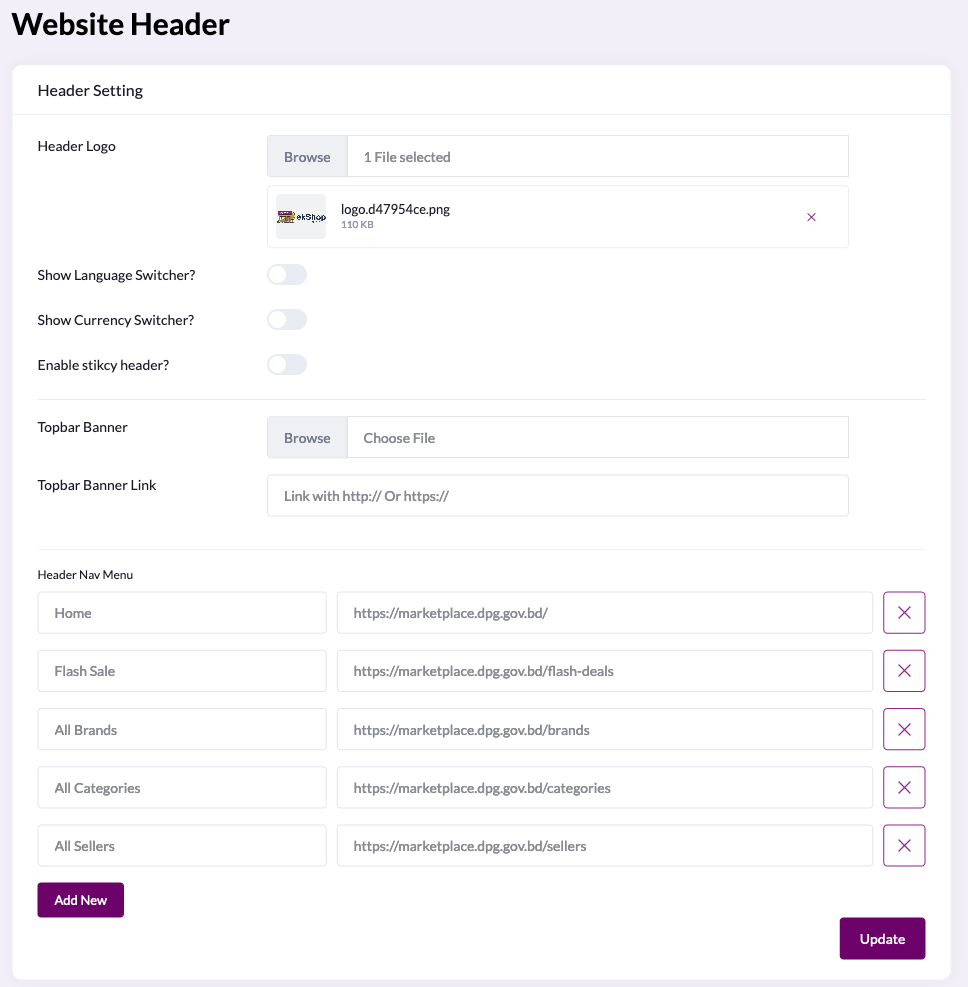 Website Header
Header Setting
Header Logo
Browse
1 File selected
ekShop
logo.d47954ce.png
110 KB
Show Language Switcher?
Show Currency Switcher?
Enable stikcy header?
Topbar Banner
Browse
Choose File
Topbar Banner Link
Link with http:// Or https://
Header Nav Menu
Home
https://marketplace.dpg.gov.bd/
Flash Sale
https://marketplace.dpg.gov.bd/flash-deals
All Brands
https://marketplace.dpg.gov.bd/brands
All Categories
https://marketplace.dpg.gov.bd/categories
All Sellers
https://marketplace.dpg.gov.bd/sellers
Add New
Update